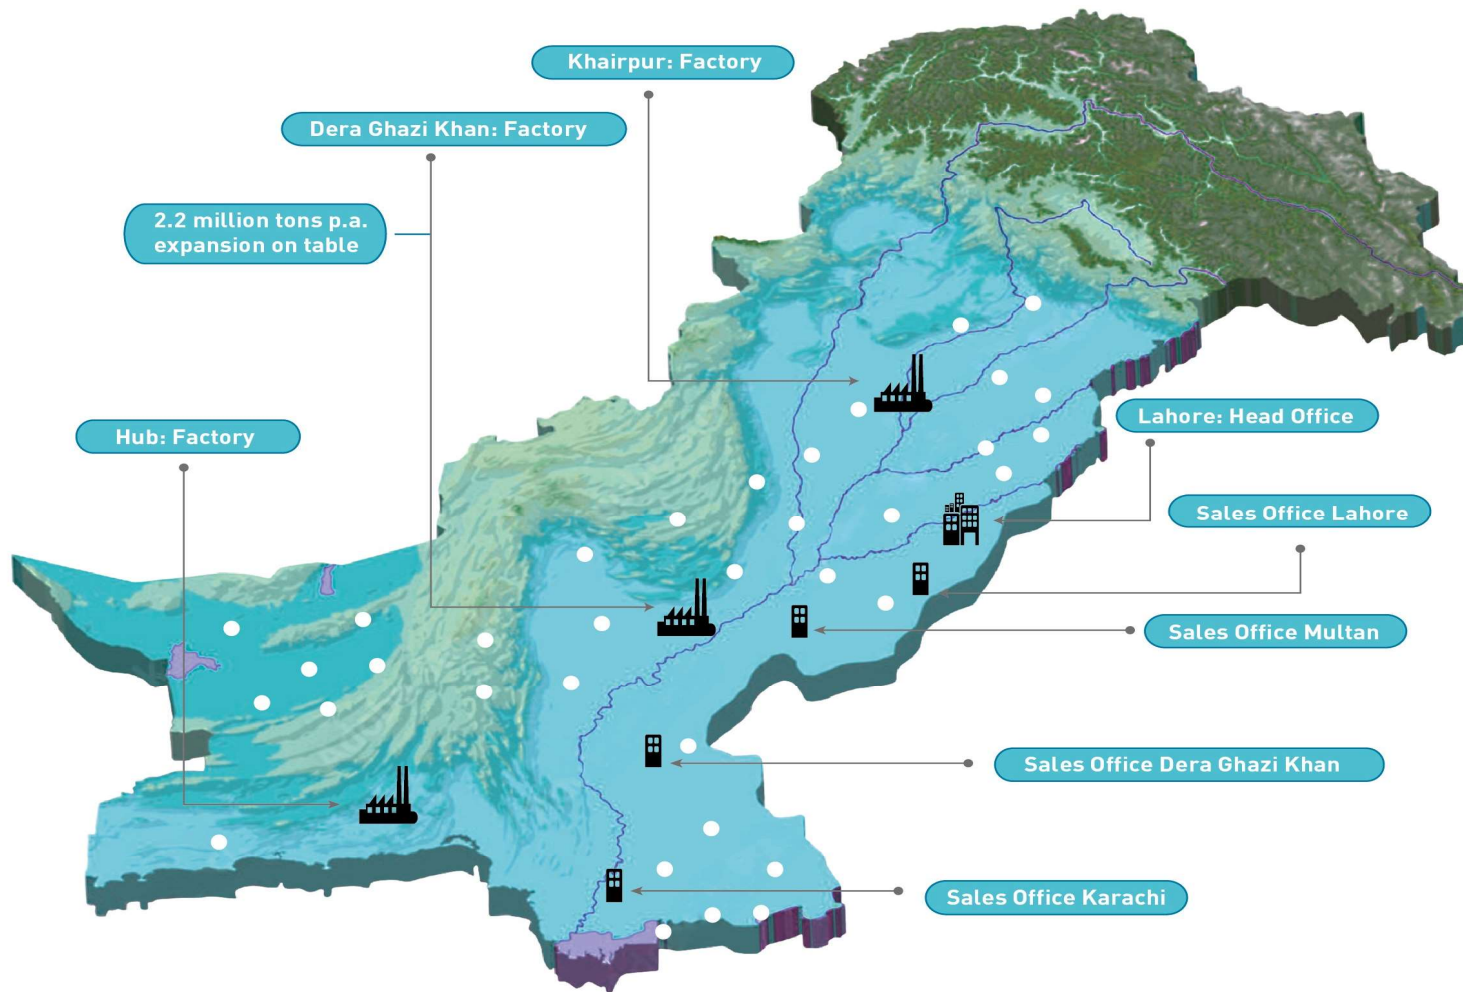 Khairpur: Factory
Dera Ghazi Khan: Factory
2.2 million tons p.a.
expansion on table
Hub: Factory
Lahore: Head Office
Sales Office Lahore
Sales Office Multan
Sales Office Dera Ghazi Khan
Sales Office Karachi